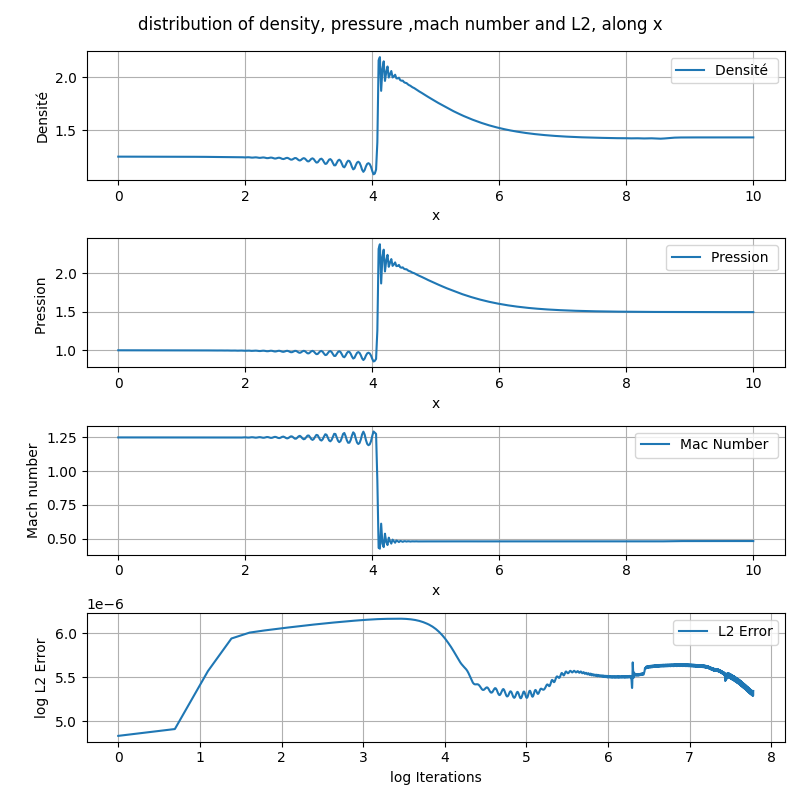 distribution of density, pressure ,mach number and L2, along x
Densité
2.0
1.5
Densité
0 2 4 6 8 10
x
Pression
2.0
1.5
1.0
Pression
0 2 4 6 8 10
x
Mach number
1.25
1.00
0.75
0.50
Mac Number
0 2 4 6 8 10
x
1e−6
log L2 Error
6.0
5.5
5.0
L2 Error
0 1 2 3 4 5 6 7 8
log Iterations